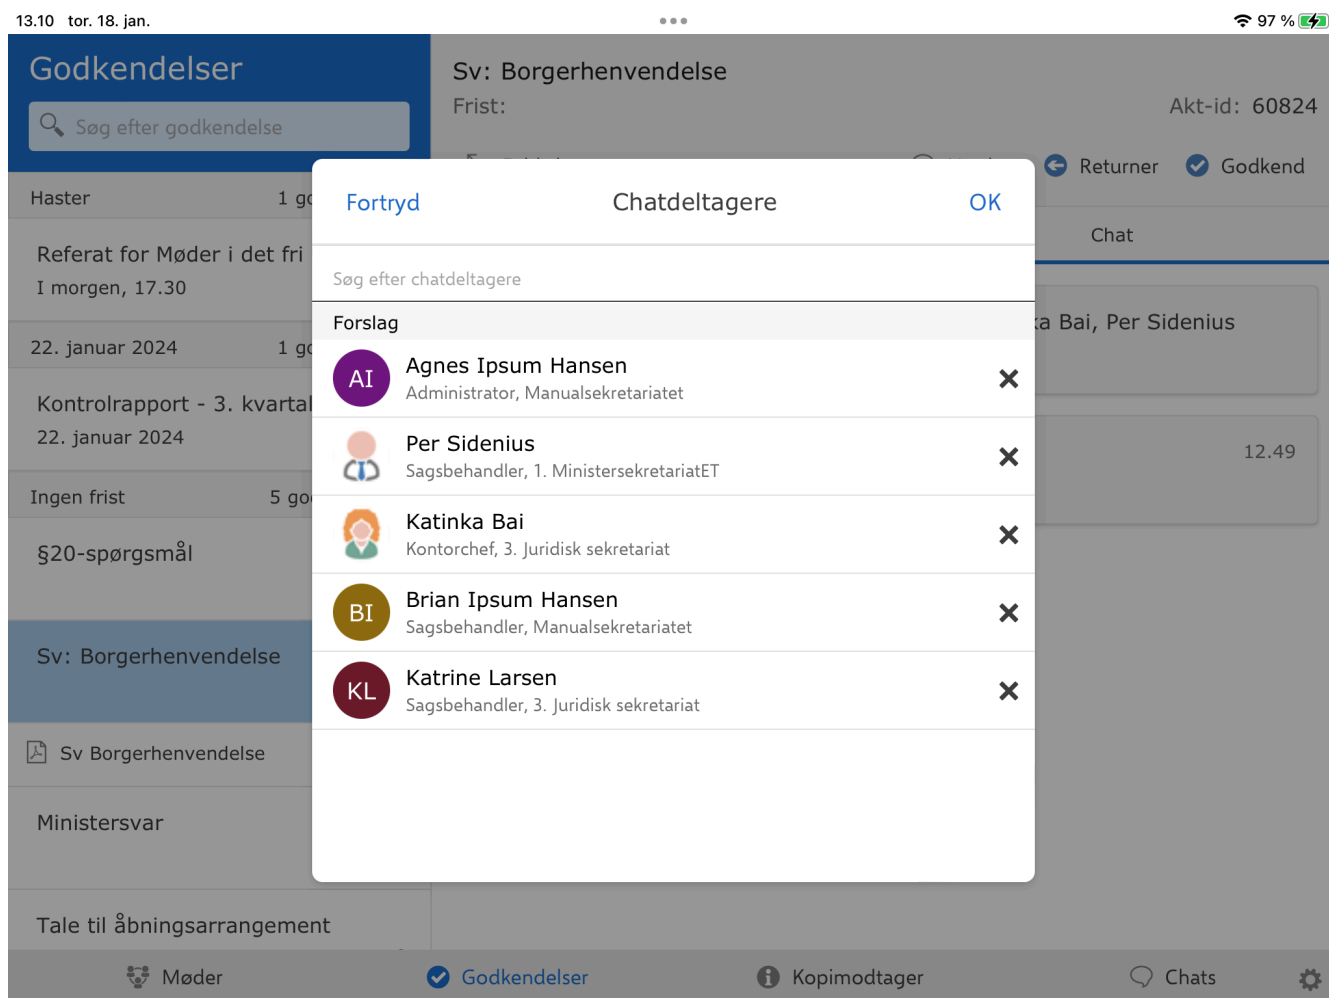 13.10 tor. 18. jan.
97 %
Godkendelser
Søg efter godkendelse
Sv: Borgerhenvendelse
Frist:
Akt-id: 60824
Returner
Godkend
Chat
Haster
Referat for Møder i det fri
I morgen, 17.30
22. januar 2024
Kontrolrapport - 3. kvartal
22. januar 2024
Ingen frist
§20-spørgsmål
Sv: Borgerhenvendelse
Sv Borgerhenvendelse
Ministersvar
Tale til åbningsarrangement
Fortryd
Chatdeltagere
OK
Søg efter chatdeltagere
Forslag
AI
Agnes Ipsum Hansen
Administrator, Manualsekretariatet
Per Sidenius
Sagsbehandler, 1. MinistersekretariatET
Katinka Bai
Kontorchef, 3. Juridisk sekretariat
BI
Brian Ipsum Hansen
Sagsbehandler, Manualsekretariatet
KL
Katrine Larsen
Sagsbehandler, 3. Juridisk sekretariat
Bai, Per Sidenius
12.49
Møder
Godkendelser
Kopimodtager
Chats